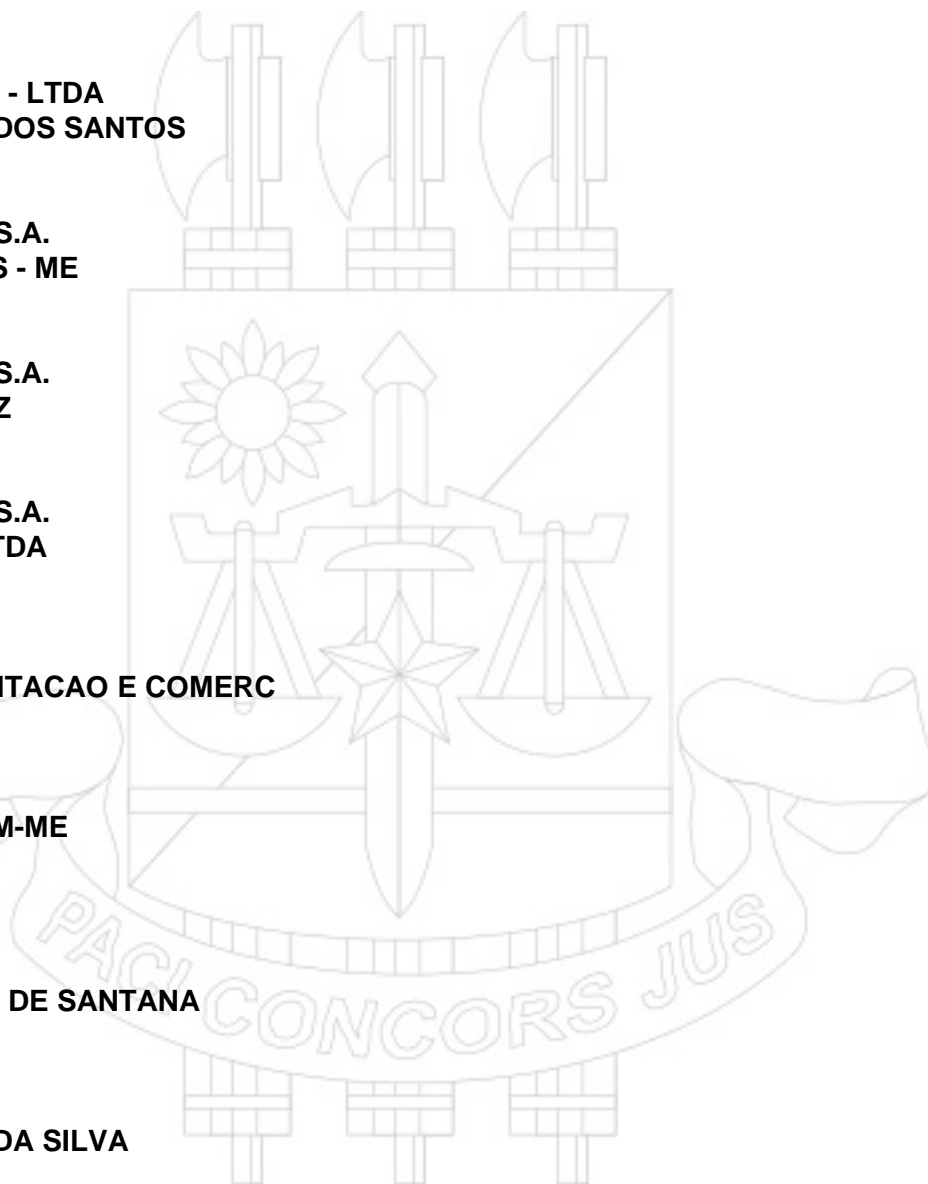 - LTDA
DOS SANTOS
S.A.
S - ME
S.A.
Z
S.A.
TDA
ITACAO E COMERC
M-ME
DE SANTANA
DA SILVA
PACI CONCORS JUS